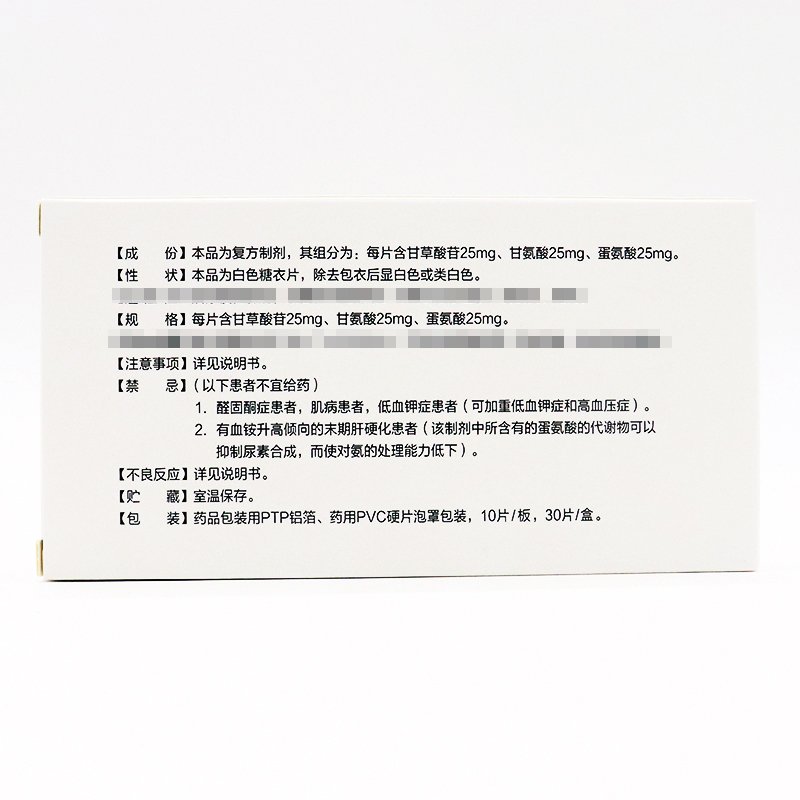 【成 份】本品为复方制剂，其组分为：每片含甘草酸苷25mg、甘氨酸25mg、蛋氨酸25mg。
【性 状】本品为白色糖衣片，除去包衣后显白色或类白色。
【规 格】每片含甘草酸苷25mg、甘氨酸25mg、蛋氨酸25mg。
【注意事项】详见说明书。
【禁 忌】（以下患者不宜给药）
1. 醛固酮症患者，肌病患者，低血钾症患者（可加重低血钾症和高血压症）。
2. 有血铵升高倾向的末期肝硬化患者（该制剂中所含有的蛋氨酸的代谢物可以
抑制尿素合成，而使对氨的处理能力低下）。
【不良反应】详见说明书。
【贮 藏】室温保存。
【包 装】药品包装用PTP铝箔、药用PVC硬片泡罩包装，10片/板，30片/盒。